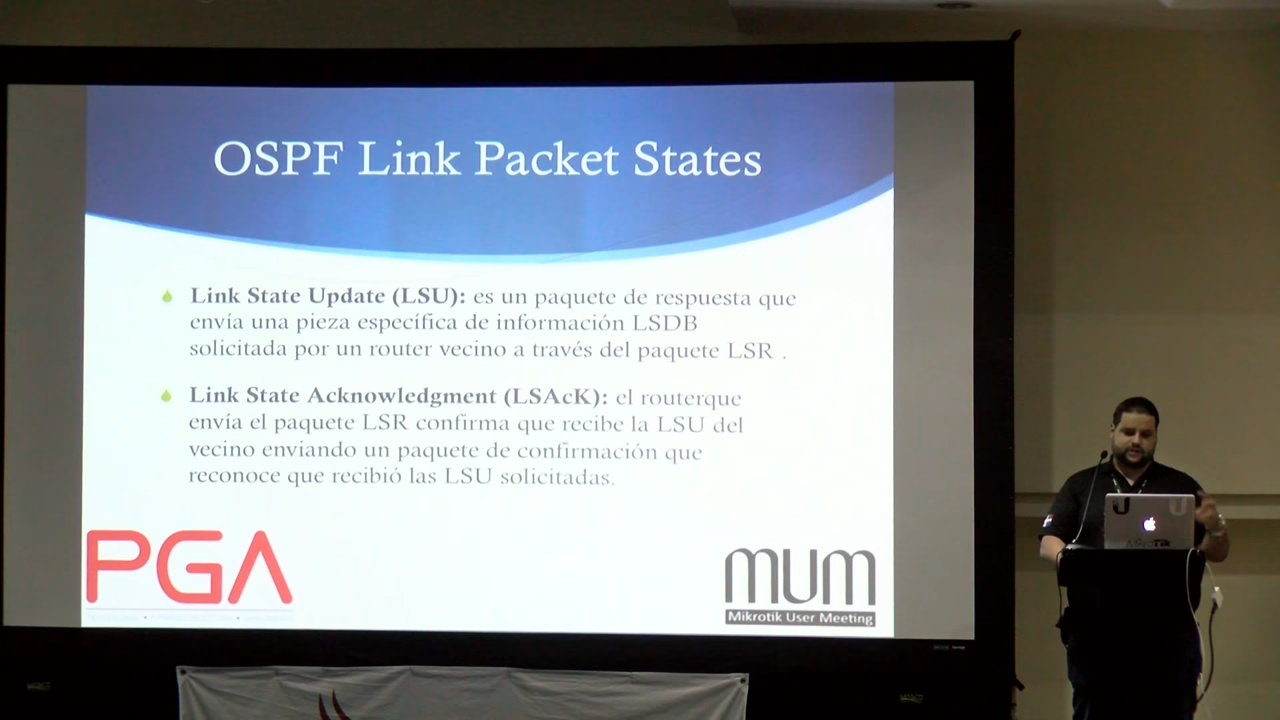 OSPF Link Packet States
Link State Update (LSU): es un paquete de respuesta que
envía una pieza específica de información LSDB
solicitada por un router vecino a través del paquete LSR .
Link State Acknowledgment (LSAcK): el routerque
envía el paquete LSR confirma que recibe la LSU del
vecino enviando un paquete de confirmación que
reconoce que recibió las LSU solicitadas.
PGA
mum
Mikrotik User Meeting